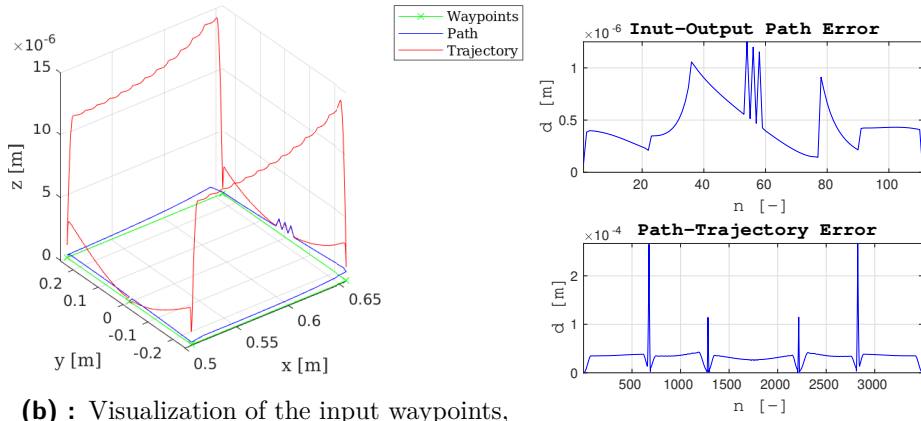 Waypoints
Path
Trajectory
×10⁻⁶
15
10
5
0
z [m]
0.2
0.1
0
-0.1
-0.2
y [m]
0.5
0.55
0.6
0.65
x [m]
(b) : Visualization of the input waypoints,
×10⁻⁶
Inut-Output Path Error
1
0.5
0
d [m]
20 40 60 80 100
n [-]
×10⁻⁴
Path-Trajectory Error
2
1
0
d [m]
500 1000 1500 2000 2500 3000
n [-]